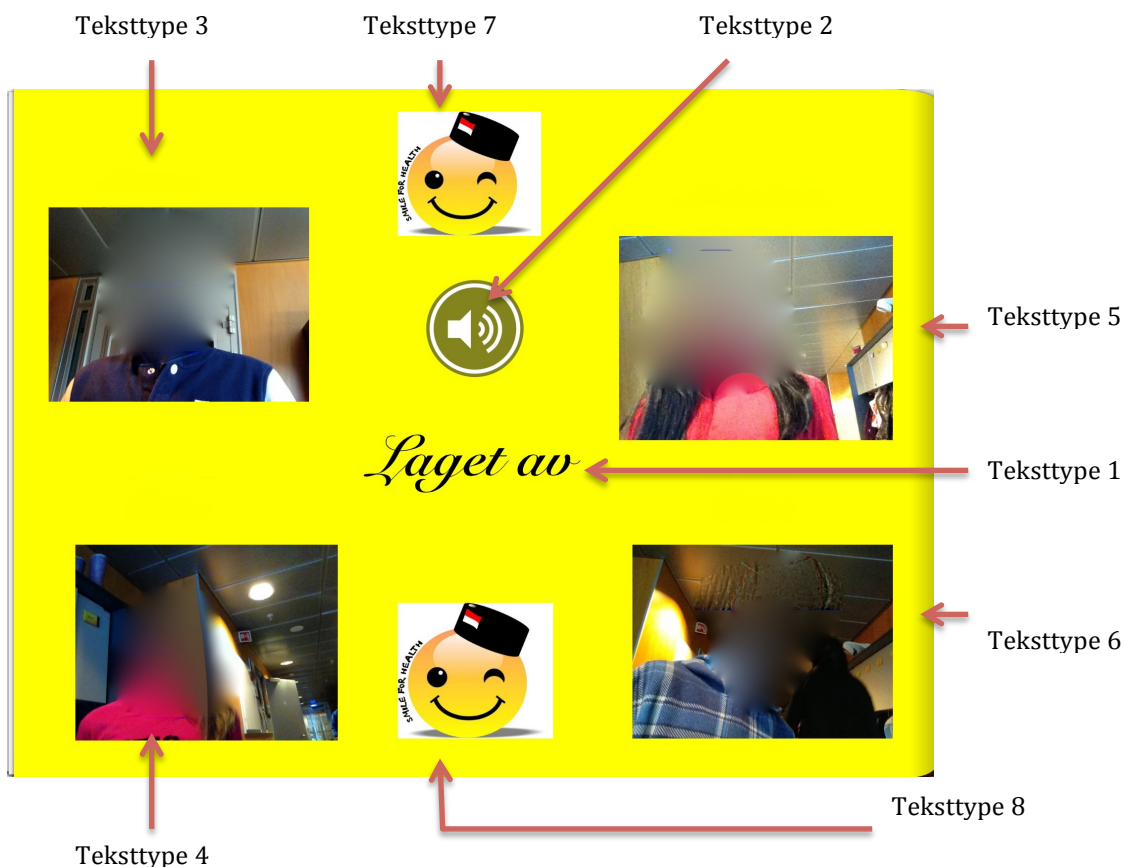 Teksttype 3
Teksttype 7
Teksttype 2
SMILE FOR HEALTH
Teksttype 5
Laget av
Teksttype 1
SMILE FOR HEALTH
Teksttype 6
Teksttype 8
Teksttype 4